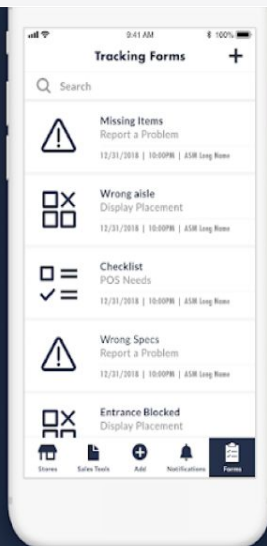 9:41 AM
100%
Tracking Forms
Search
Missing Items
Report a Problem
12/31/2018 | 10:00PM | ASM Long Name
Wrong aisle
Display Placement
12/31/2018 | 10:00PM | ASM Long Name
Checklist
POS Needs
12/31/2018 | 10:00PM | ASM Long Name
Wrong Specs
Report a Problem
12/31/2018 | 10:00PM | ASM Long Name
Entrance Blocked
Display Placement
Stores Sales Tools Add Notifications Forms